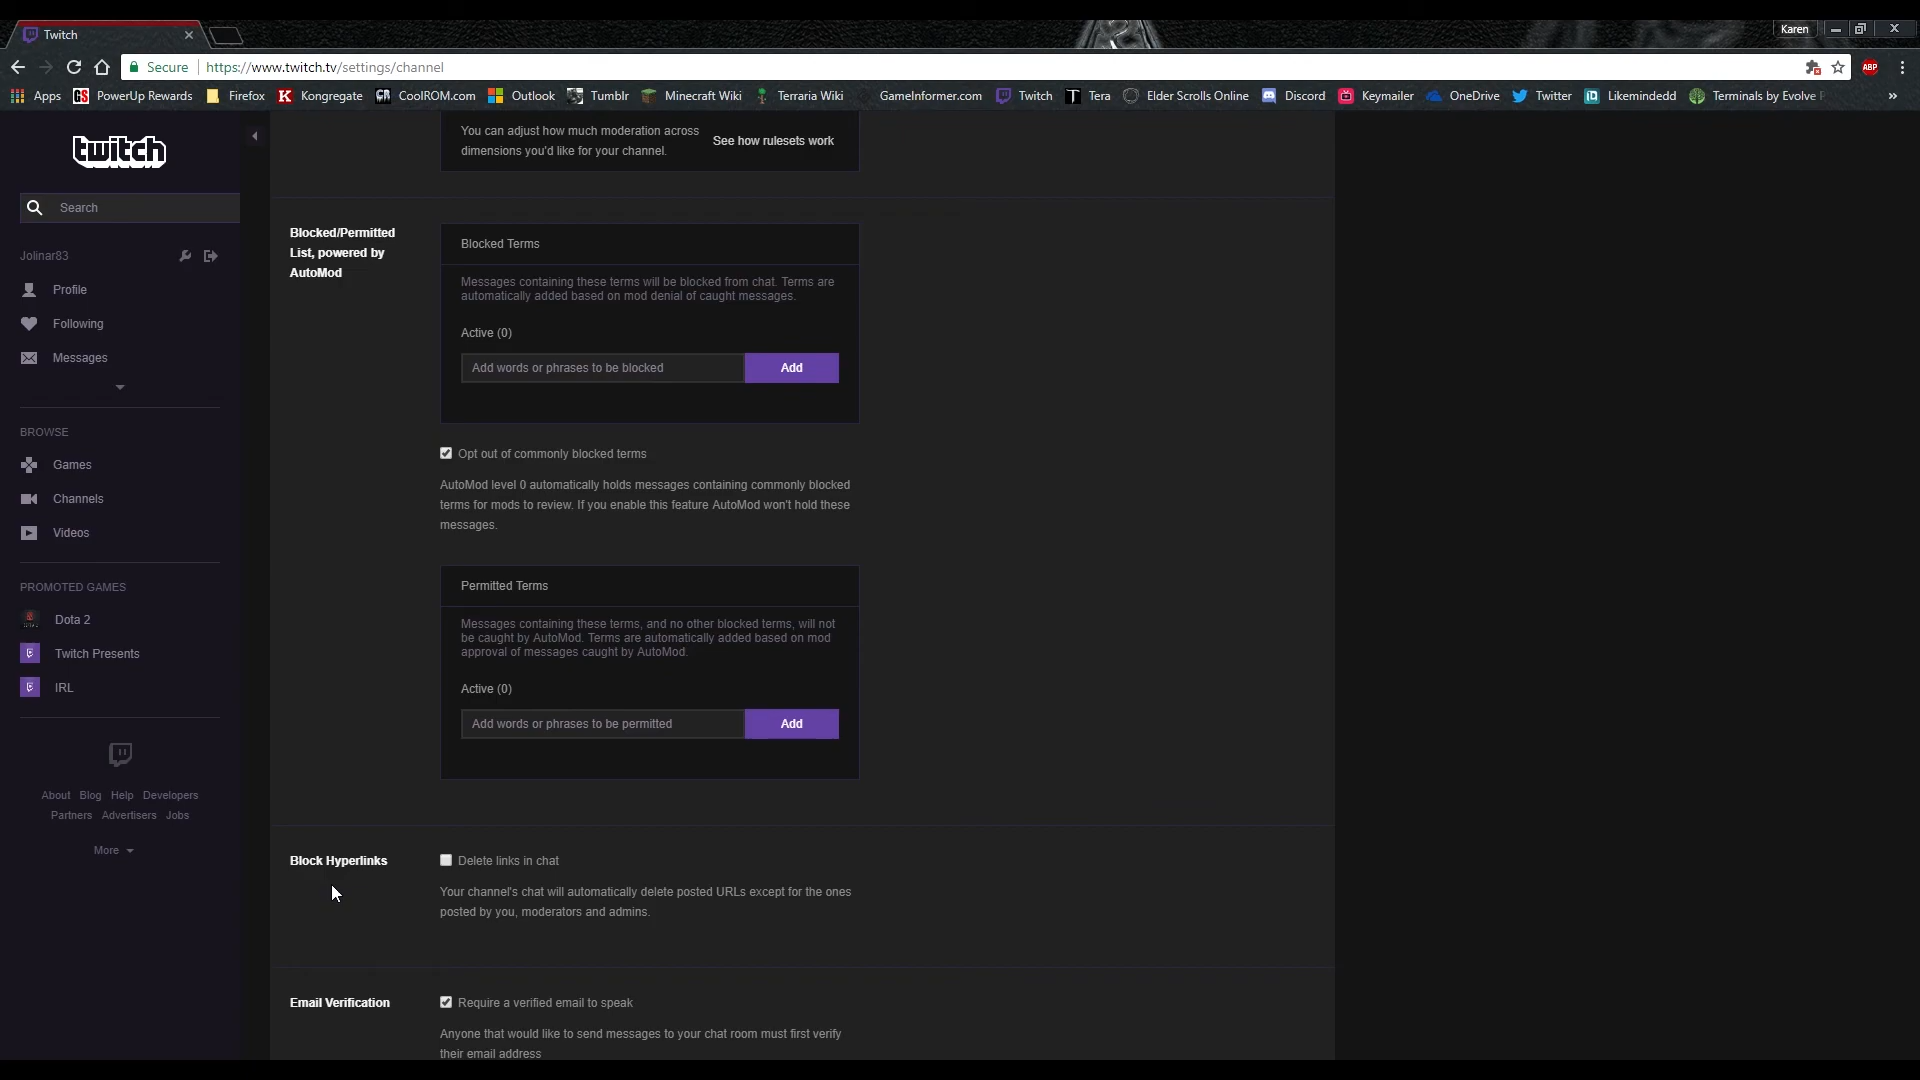 Twitch
Karen
Secure https://www.twitch.tv/settings/channel
ABP
Apps PowerUp Rewards Firefox Kongregate CoolROM.com Outlook Tumblr Minecraft Wiki Terraria Wiki GameInformer.com Twitch Tera Elder Scrolls Online Discord Keymailer OneDrive Twitter Likemindedd Terminals by Evolve
twitch
Search
Jolinar83
Profile
Following
Messages
BROWSE
Games
Channels
Videos
PROMOTED GAMES
Dota 2
Twitch Presents
IRL
About Blog Help Developers
Partners Advertisers Jobs
More
You can adjust how much moderation across
dimensions you'd like for your channel.
See how rulesets work
Blocked/Permitted
List, powered by
AutoMod
Blocked Terms
Messages containing these terms will be blocked from chat. Terms are
automatically added based on mod denial of caught messages.
Active (0)
Add words or phrases to be blocked Add
Opt out of commonly blocked terms
AutoMod level 0 automatically holds messages containing commonly blocked
terms for mods to review. If you enable this feature AutoMod won't hold these
messages.
Permitted Terms
Messages containing these terms, and no other blocked terms, will not
be caught by AutoMod. Terms are automatically added based on mod
approval of messages caught by AutoMod.
Active (0)
Add words or phrases to be permitted Add
Block Hyperlinks
Delete links in chat
Your channel's chat will automatically delete posted URLs except for the ones
posted by you, moderators and admins.
Email Verification
Require a verified email to speak
Anyone that would like to send messages to your chat room must first verify
their email address